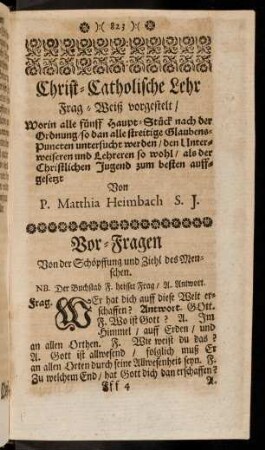 )( 823 )(
Christ-Catholische Lehr
Frag-Weiß vorgestelt /
Worin alle fünff Haupt-Stück nach der
Ordnung / so dan alle streitige Glaubens-
Puncten untersucht werden / den Unter-
weiseren und Lehreren so wohl / als der
Christlichen Jugend zum besten auff-
gesetzt
Von
P. Matthia Heimbach S. J.
Vor-Fragen
Von der Schöpffung und Ziehl des Men-
schen.
NB. Der Buchstab F. heisset Frag / A. Antwort.
Frag. WEr hat dich auff diese Welt er-
schaffen? Antwort. GOtt.
F. Wo ist Gott? A. Im
Himmel / auff Erden / und
an allen Orthen. F. Wie weist du das?
A. Gott ist allwesend / folglich muß Er
an allen Orten durch seine Allwesenheit seyn. F.
Zu welchem End / hat Gott dich dan erschaffen?
Fff 4 A.